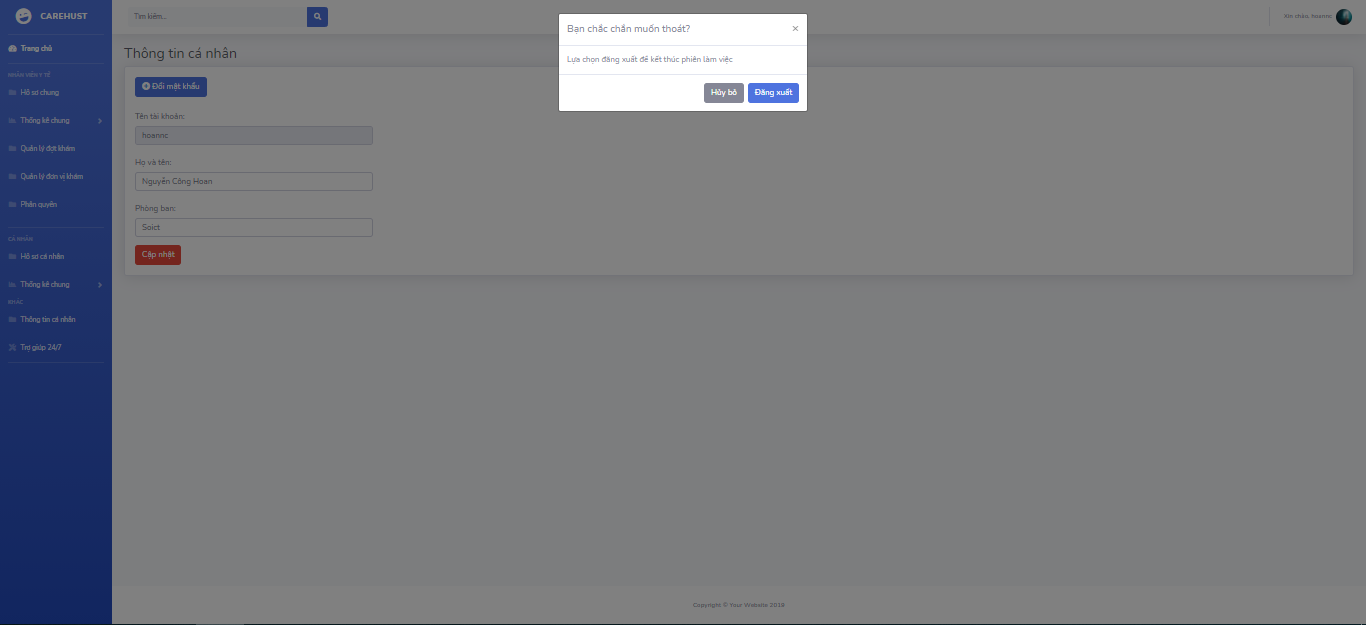 CAREHUST
Trang chủ
NHÂN VIÊN Y TẾ
Hồ sơ chung
Thống kê chung
Quản lý đợt khám
Quản lý đơn vị khám
Phân quyền
CÁ NHÂN
Hồ sơ cá nhân
Thống kê chung
KHÁC
Thông tin cá nhân
Trợ giúp 24/7
Tìm kiếm...
Xin chào, hoannc
Bạn chắc chắn muốn thoát?
×
Lựa chọn đăng xuất để kết thúc phiên làm việc
Hủy bỏ Đăng xuất
Thông tin cá nhân
Đổi mật khẩu
Tên tài khoản:
hoannc
Họ và tên:
Nguyễn Công Hoan
Phòng ban:
Soict
Cập nhật
Copyright © Your Website 2019